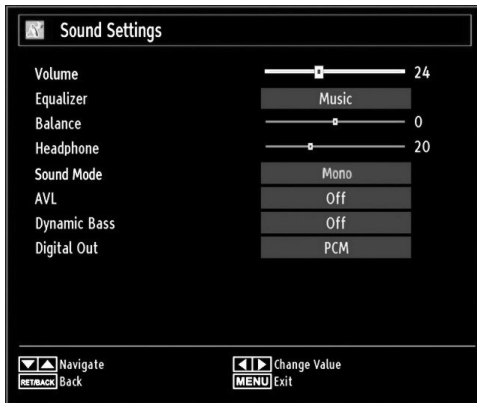 Sound Settings
Volume 24
Equalizer Music
Balance 0
Headphone 20
Sound Mode Mono
AVL Off
Dynamic Bass Off
Digital Out PCM
Navigate Change Value
RET/BACK Back MENU Exit